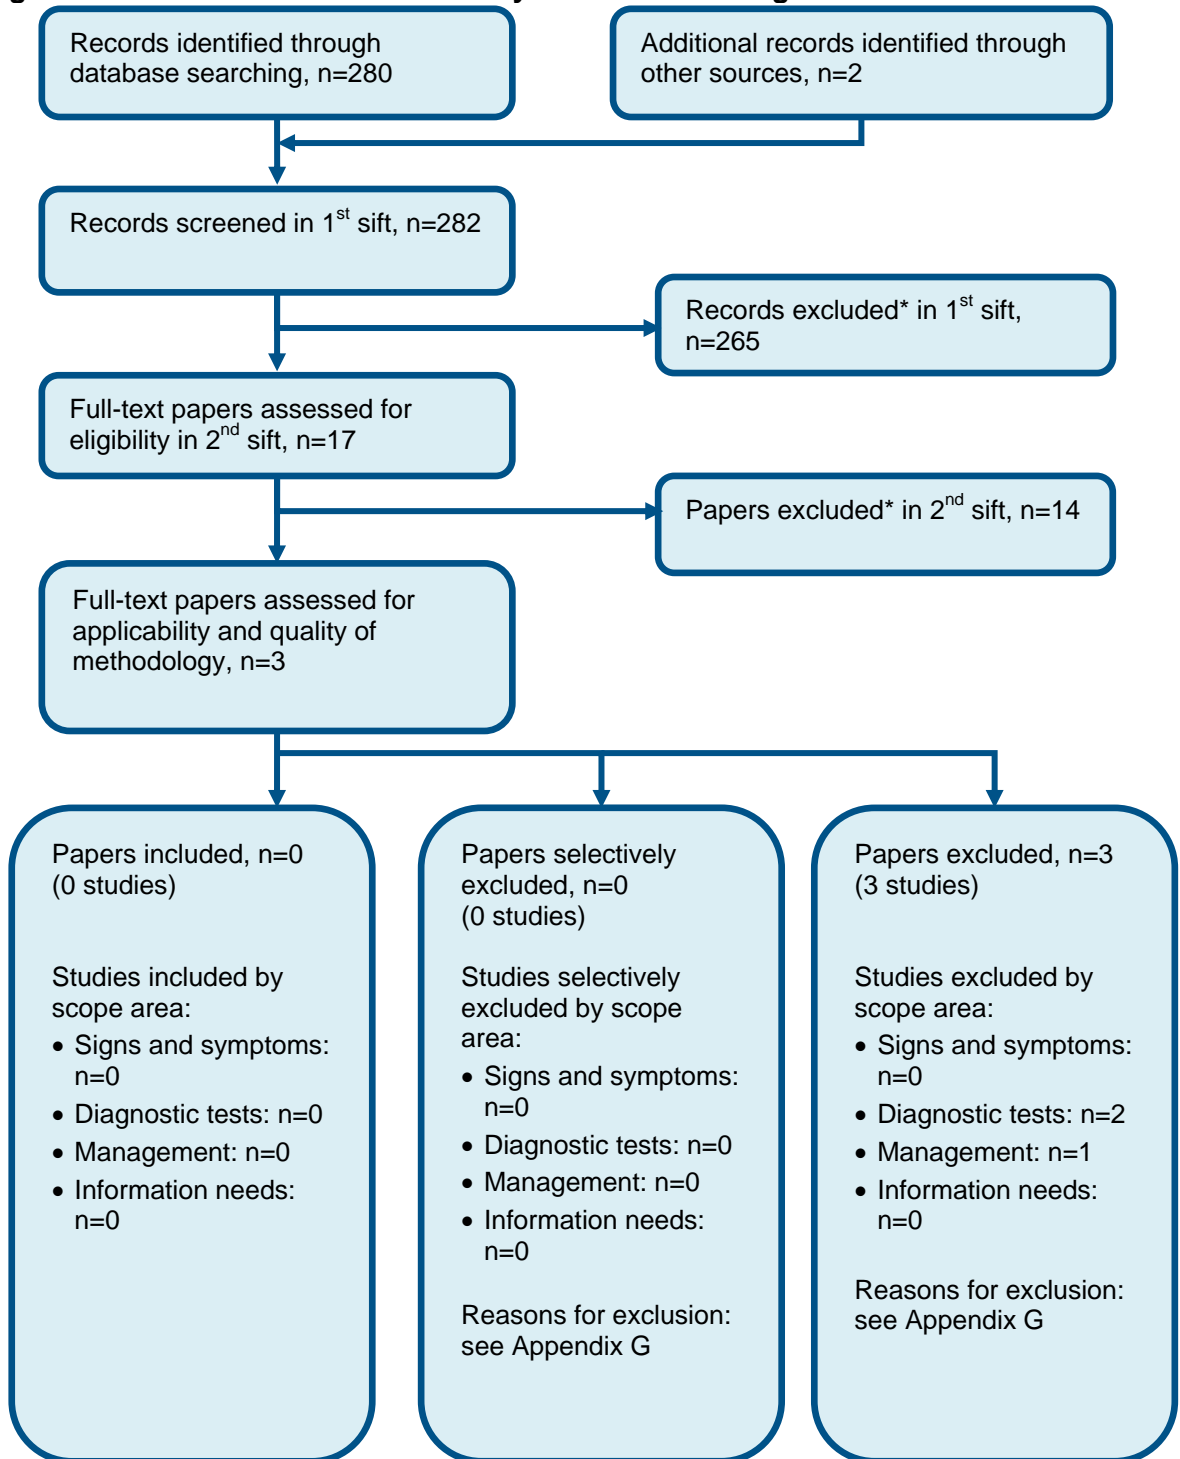 Records identified through
database searching, n=280
Additional records identified through
other sources, n=2
Records screened in 1st sift, n=282
Records excluded* in 1st sift,
n=265
Full-text papers assessed for
eligibility in 2nd sift, n=17
Papers excluded* in 2nd sift, n=14
Full-text papers assessed for
applicability and quality of
methodology, n=3
Papers included, n=0
(0 studies)
Studies included by
scope area:
• Signs and symptoms:
n=0
• Diagnostic tests: n=0
• Management: n=0
• Information needs:
n=0
Papers selectively
excluded, n=0
(0 studies)
Studies selectively
excluded by scope
area:
• Signs and symptoms:
n=0
• Diagnostic tests: n=0
• Management: n=0
• Information needs:
n=0
Reasons for exclusion:
see Appendix G
Papers excluded, n=3
(3 studies)
Studies excluded by
scope area:
• Signs and symptoms:
n=0
• Diagnostic tests: n=2
• Management: n=1
• Information needs:
n=0
Reasons for exclusion:
see Appendix G